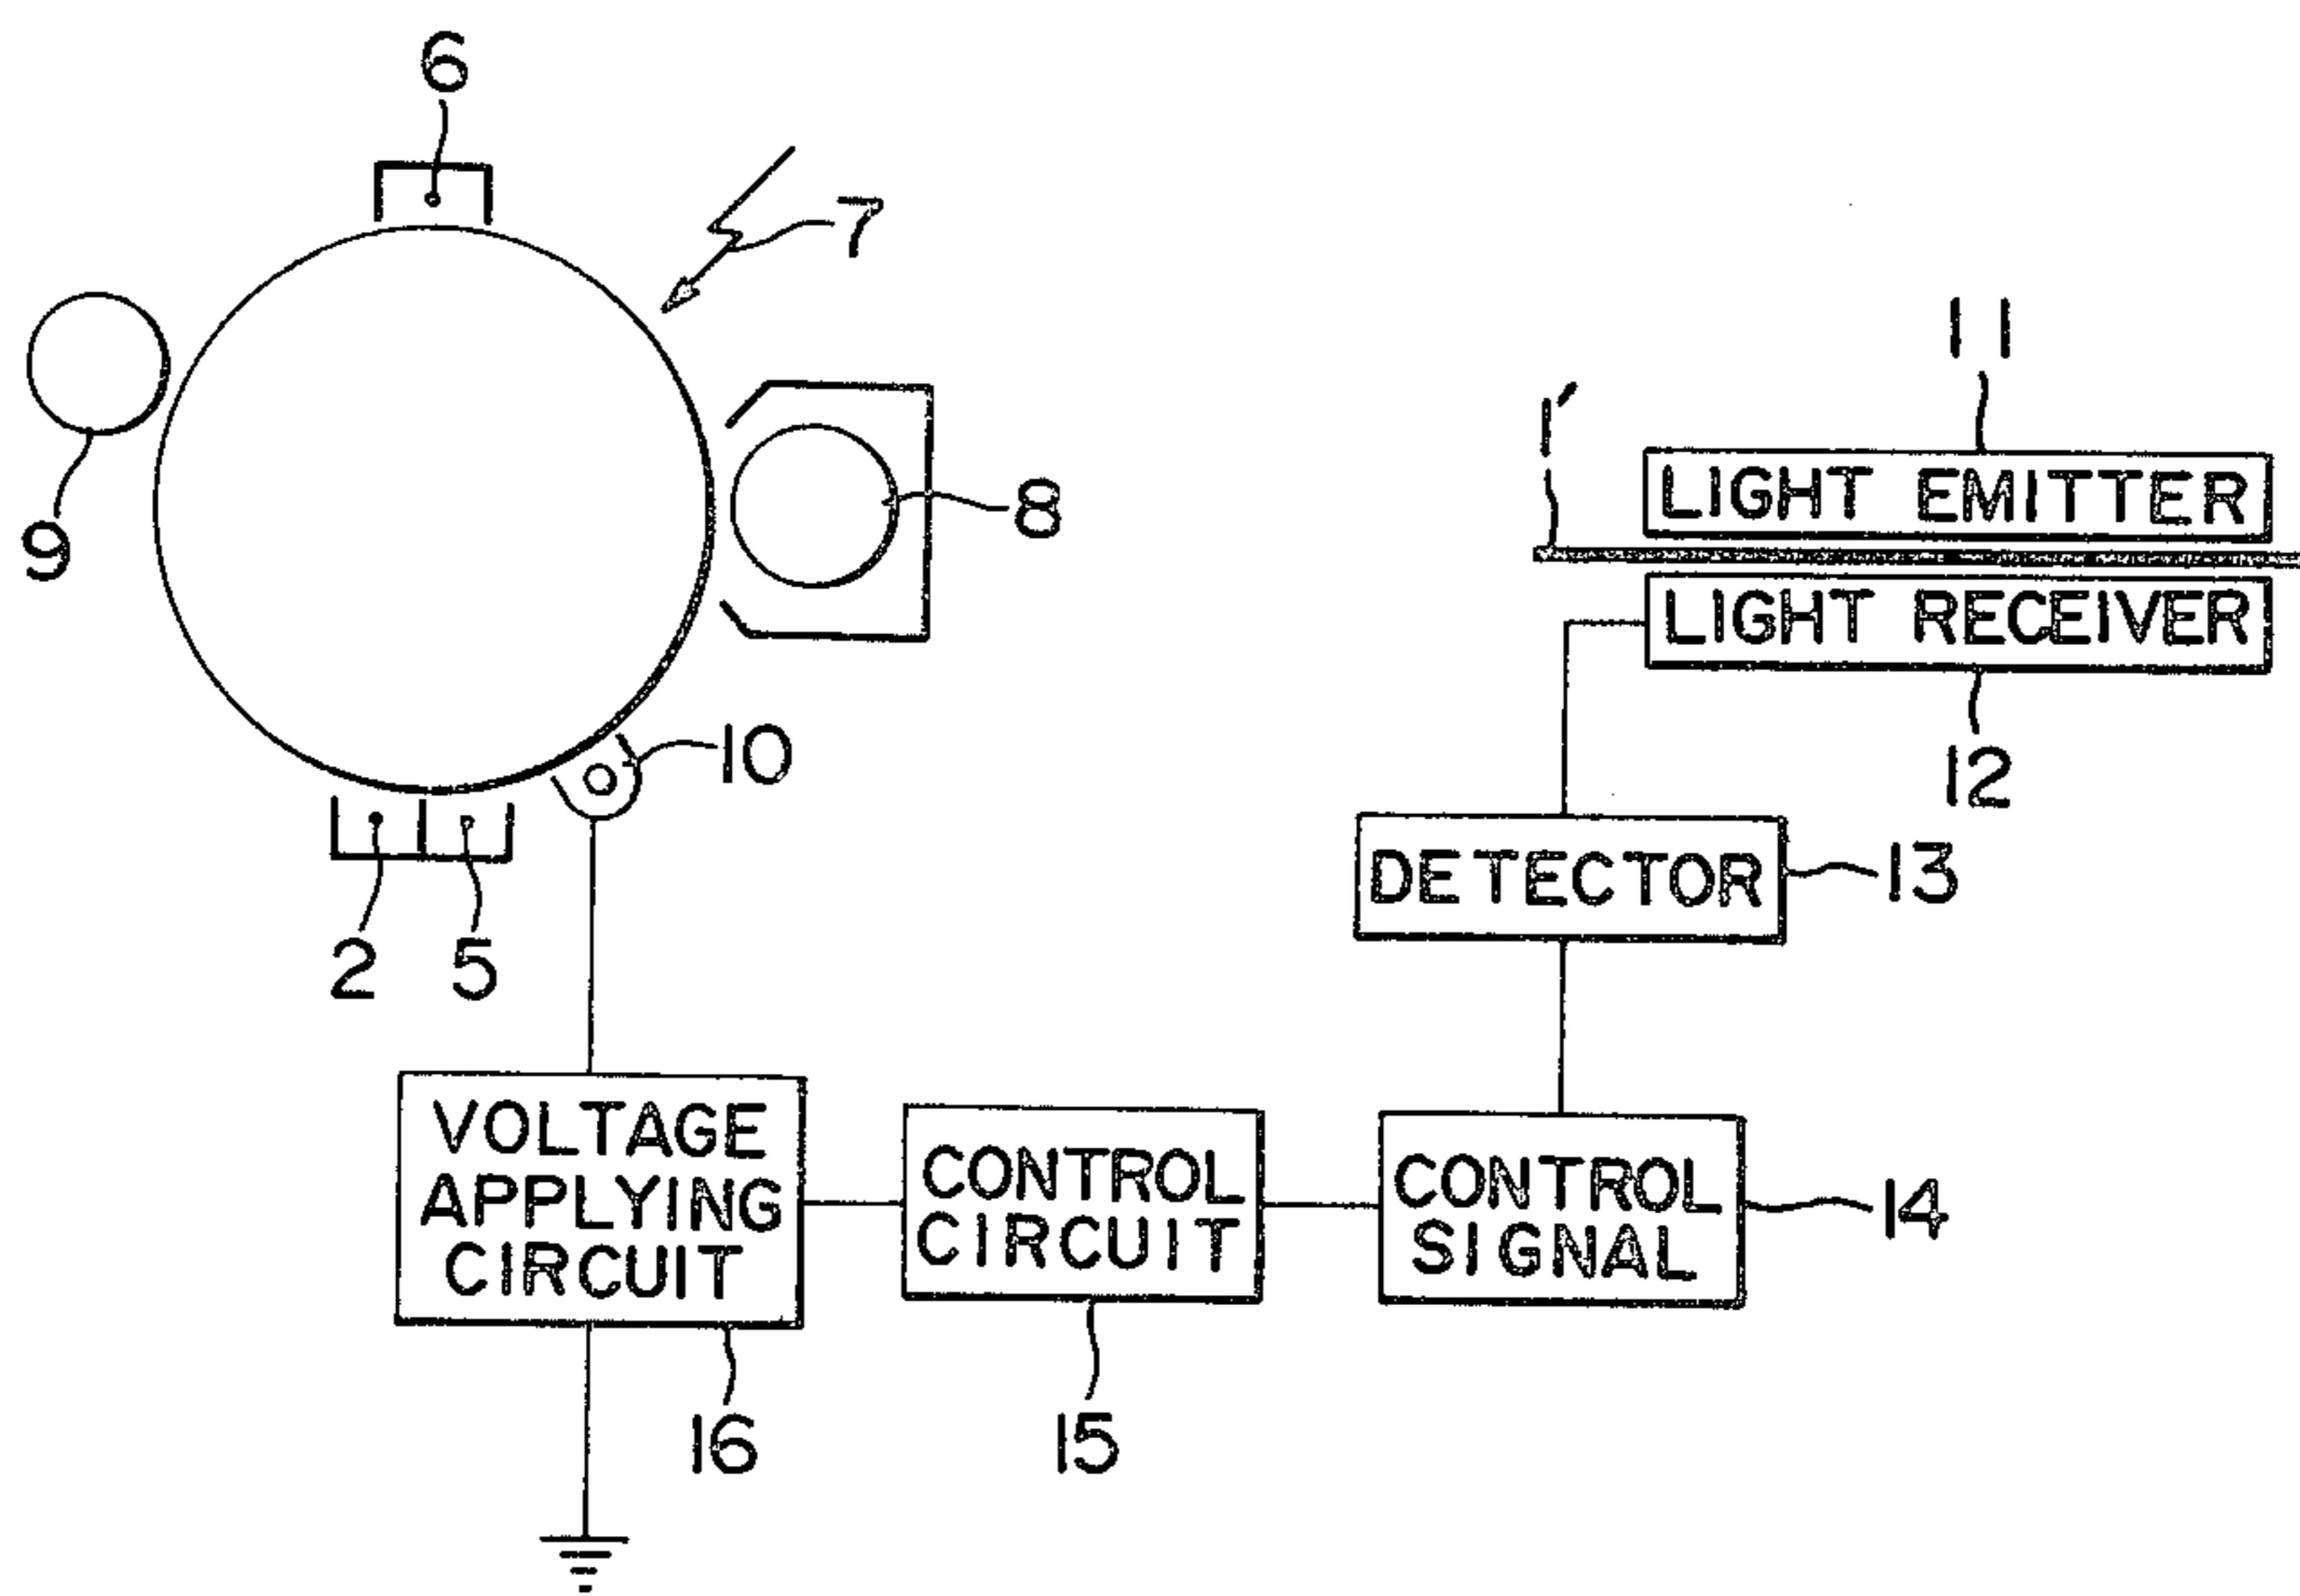 6
7
11
1'
LIGHT EMITTER
8
9
LIGHT RECEIVER
10
12
DETECTOR
13
2
5
VOLTAGE
APPLYING
CIRCUIT
CONTROL
CIRCUIT
CONTROL
SIGNAL
14
16
15